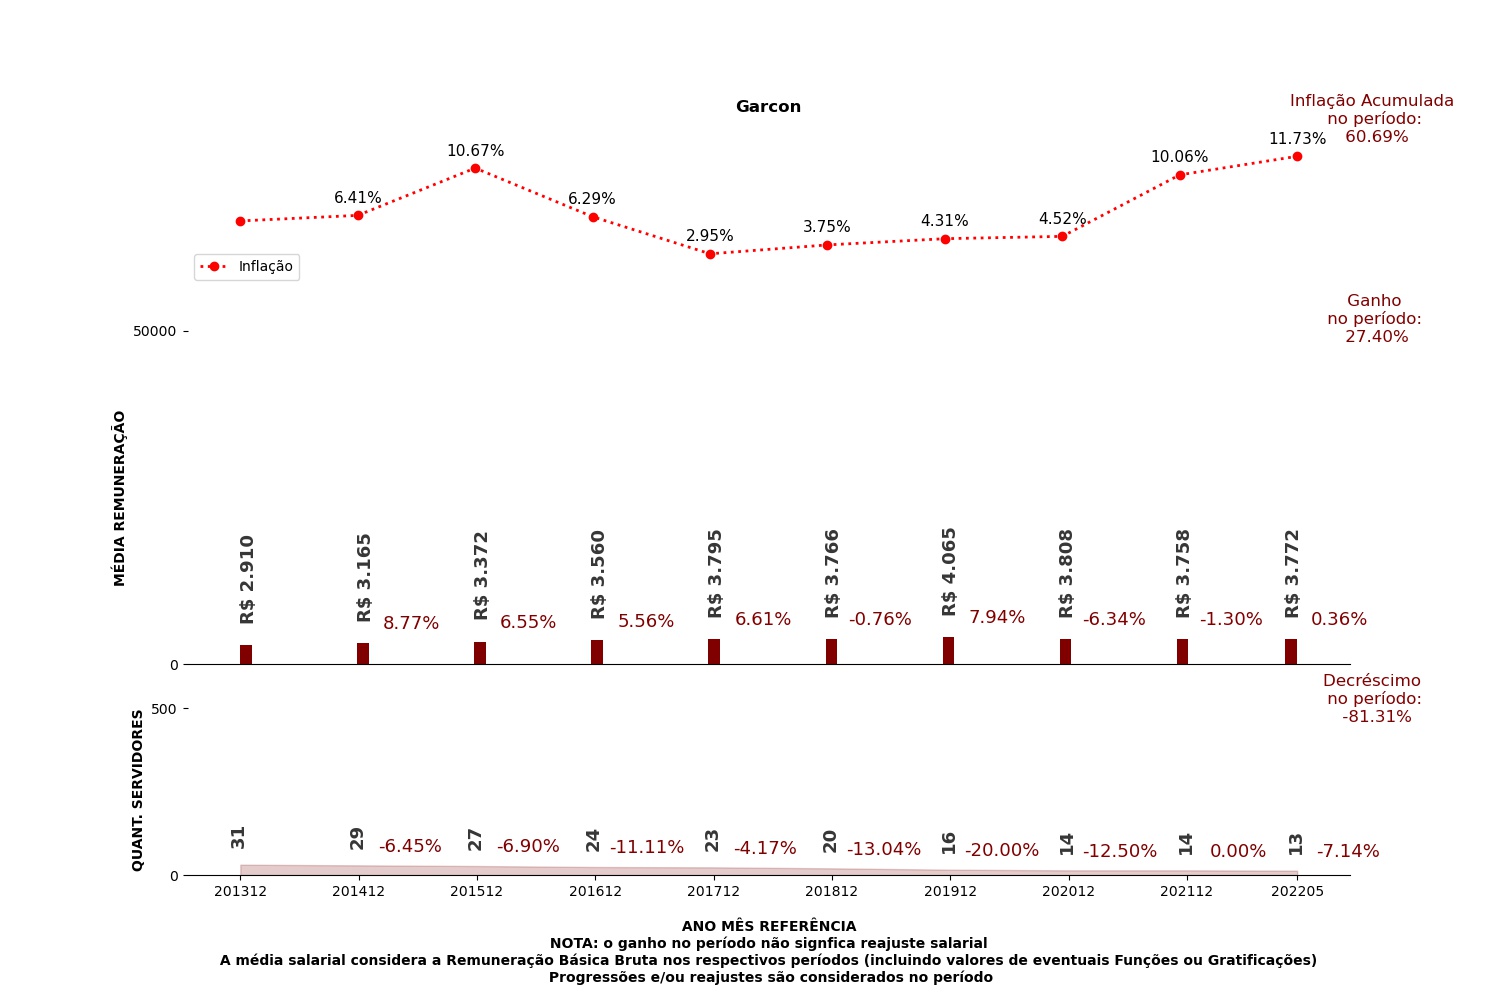 Garcon
Inflação Acumulada
no período:
60.69%
6.41%
10.67%
6.29%
2.95%
3.75%
4.31%
4.52%
10.06%
11.73%
Inflação
Ganho
no período:
27.40%
50000
0
MÉDIA REMUNERAÇÃO
R$ 2.910
R$ 3.165
R$ 3.372
R$ 3.560
R$ 3.795
R$ 3.766
R$ 4.065
R$ 3.808
R$ 3.758
R$ 3.772
8.77%
6.55%
5.56%
6.61%
-0.76%
7.94%
-6.34%
-1.30%
0.36%
Decréscimo
no período:
-81.31%
500
0
QUANT. SERVIDORES
31
29
27
24
23
20
16
14
14
13
-6.45%
-6.90%
-11.11%
-4.17%
-13.04%
-20.00%
-12.50%
0.00%
-7.14%
201312
201412
201512
201612
201712
201812
201912
202012
202112
202205
ANO MÊS REFERÊNCIA
NOTA: o ganho no período não signfica reajuste salarial
A média salarial considera a Remuneração Básica Bruta nos respectivos períodos (incluindo valores de eventuais Funções ou Gratificações)
Progressões e/ou reajustes são considerados no período